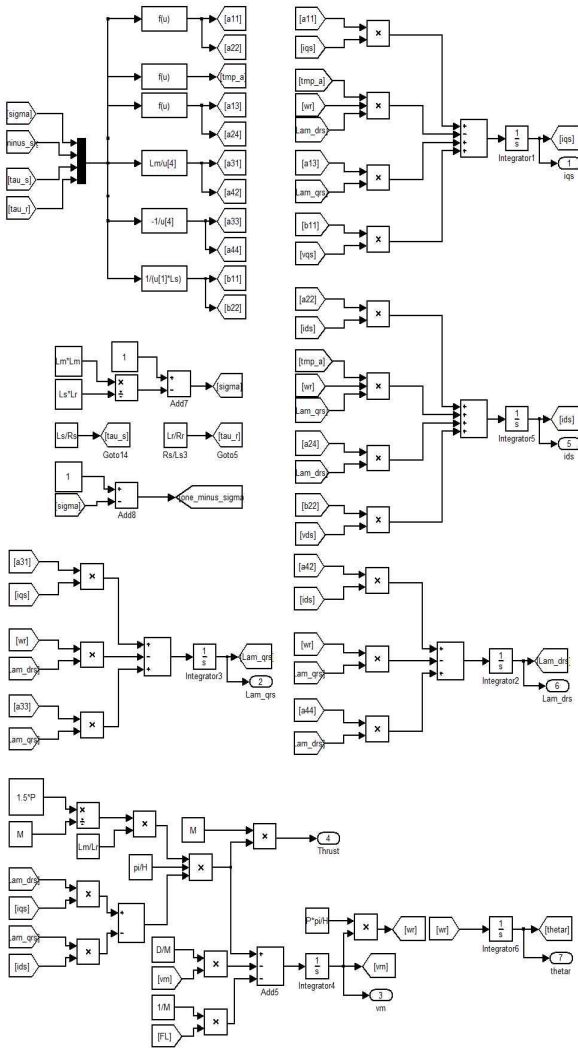 f(u)
[a11]
[a22]
f(u)
[tmp_a]
f(u)
[a13]
[a24]
[sigma]
minus_s
[tau_s]
[tau_r]
Lm/u[4]
[a31]
[a42]
-1/u[4]
[a33]
[a44]
1/(u[1]*Ls)
[b11]
[b22]
[a11]
[iqs]
×
[tmp_a]
[wr]
Lam_drs]
×
[a13]
Lam_qrs]
×
[b11]
[vqs]
×
+
+
+
+
1
s
Integrator1
[iqs]
1
iqs
[a22]
[ids]
×
[tmp_a]
[wr]
Lam_qrs]
×
[a24]
Lam_drs]
×
[b22]
[vds]
×
+
+
+
+
1
s
Integrator5
[ids]
5
ids
Lm*Lm
Ls*Lr
×
÷
1
+
−
Add7
[sigma]
Ls/Rs
[tau_s]
Goto14
Lr/Rr
Rs/Ls3
[tau_r]
Goto5
1
[sigma]
+
−
Add8
[one_minus_sigma
[a31]
[iqs]
×
[wr]
Lam_drs]
×
[a33]
Lam_qrs]
×
+
−
+
1
s
Integrator3
[Lam_qrs]
2
Lam_qrs
[a42]
[ids]
×
[wr]
Lam_qrs]
×
[a44]
Lam_drs]
×
+
−
+
1
s
Integrator2
[Lam_drs]
6
Lam_drs
1.5*P
M
×
÷
Lm/Lr
×
pi/H
×
M
×
4
Thrust
Lam_drs]
[iqs]
×
Lam_qrs]
[ids]
×
+
−
D/M
[vm]
×
1/M
[FL]
×
+
−
−
Add5
1
s
Integrator4
[vm]
3
vm
P*pi/H
×
[wr]
[wr]
1
s
Integrator6
[thetar]
7
thetar